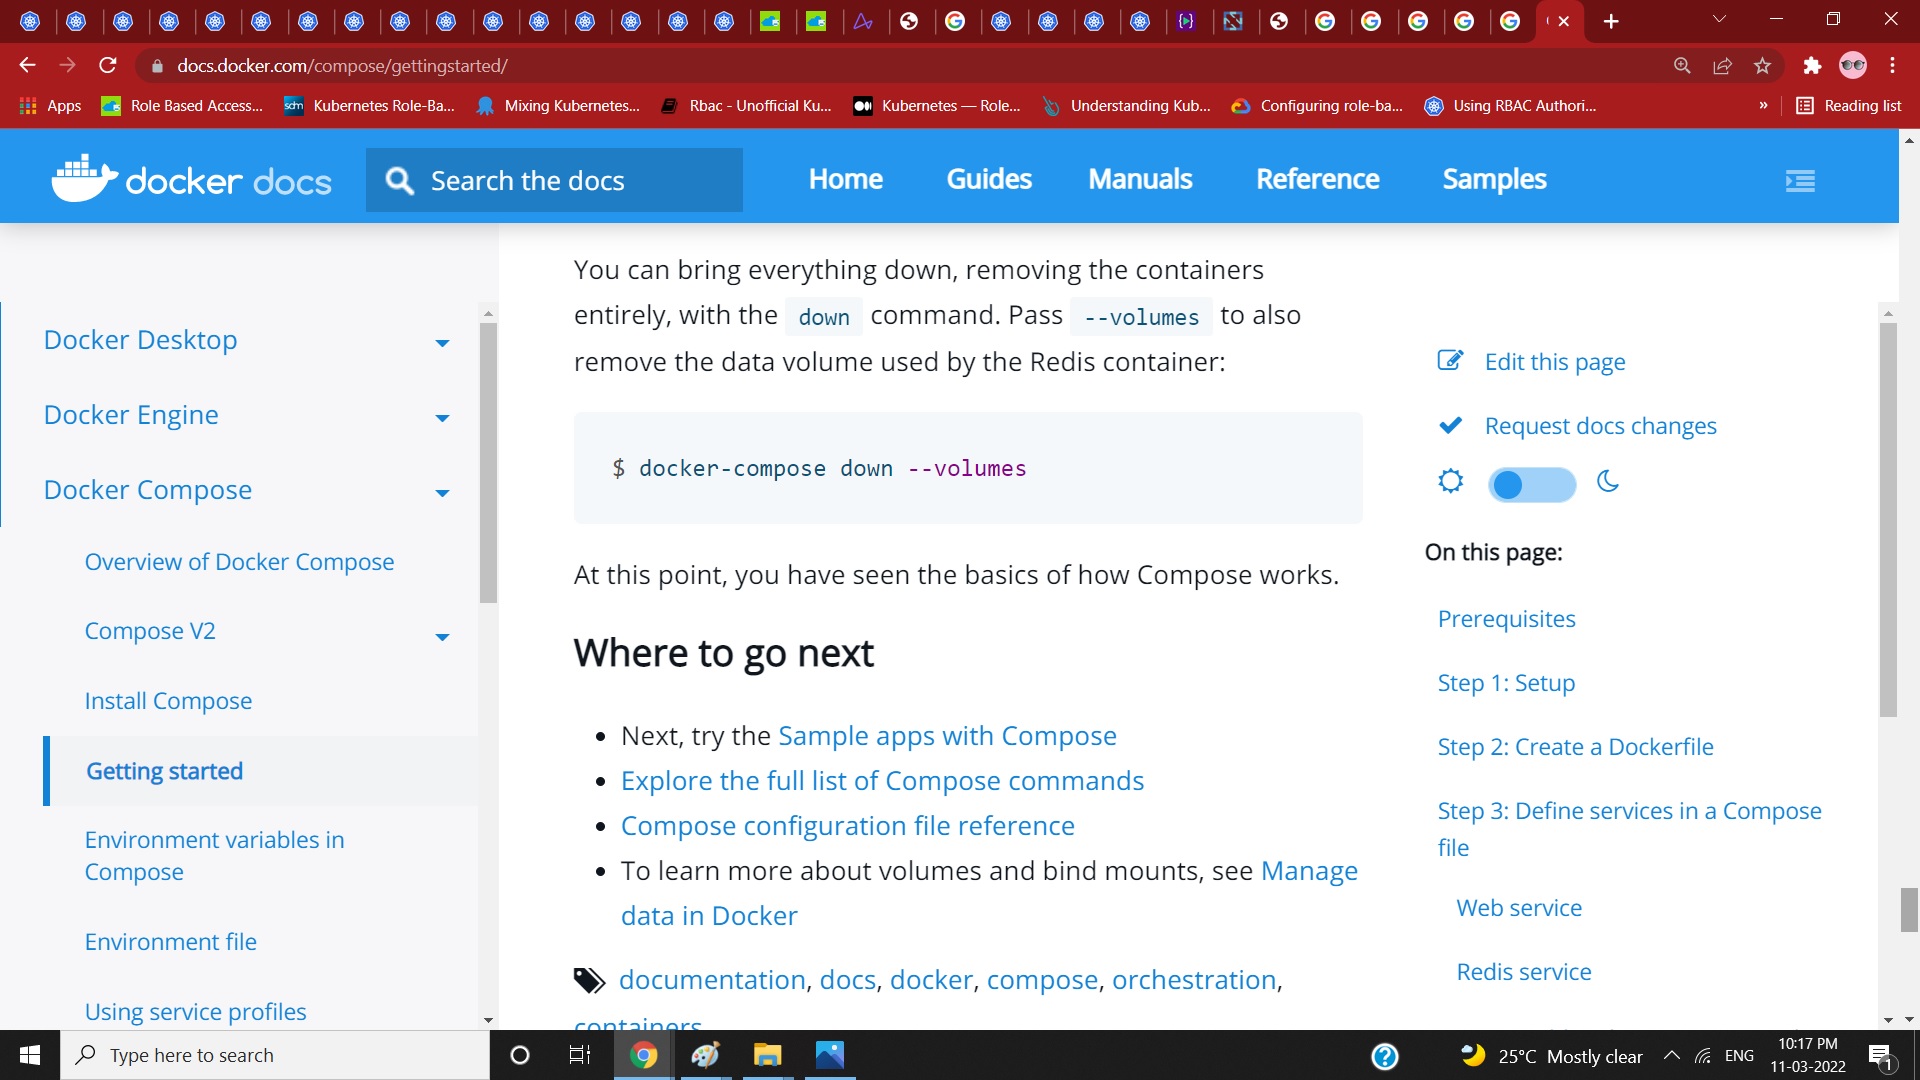 docs.docker.com/compose/gettingstarted/
Apps
Role Based Access...
sdm
Kubernetes Role-Ba...
Mixing Kubernetes...
Rbac - Unofficial Ku...
Kubernetes — Role...
Understanding Kub...
Configuring role-ba...
Using RBAC Authori...
»
Reading list
docker docs
Search the docs
Home
Guides
Manuals
Reference
Samples
Docker Desktop
Docker Engine
Docker Compose
Overview of Docker Compose
Compose V2
Install Compose
Getting started
Environment variables in
Compose
Environment file
Using service profiles
You can bring everything down, removing the containers
entirely, with the down command. Pass --volumes to also
remove the data volume used by the Redis container:
$ docker-compose down --volumes
At this point, you have seen the basics of how Compose works.
Where to go next
• Next, try the Sample apps with Compose
• Explore the full list of Compose commands
• Compose configuration file reference
• To learn more about volumes and bind mounts, see Manage
data in Docker
documentation, docs, docker, compose, orchestration,
containers
Edit this page
Request docs changes
On this page:
Prerequisites
Step 1: Setup
Step 2: Create a Dockerfile
Step 3: Define services in a Compose
file
Web service
Redis service
Type here to search
25°C Mostly clear
ENG
10:17 PM
11-03-2022
1